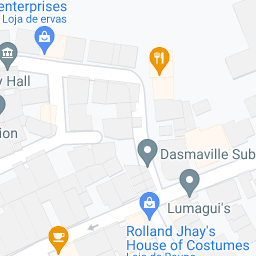 enterprises
Loja de ervas
y Hall
ion
Dasmaville Sub
Lumagui's
Rolland Jhay's
House of Costumes